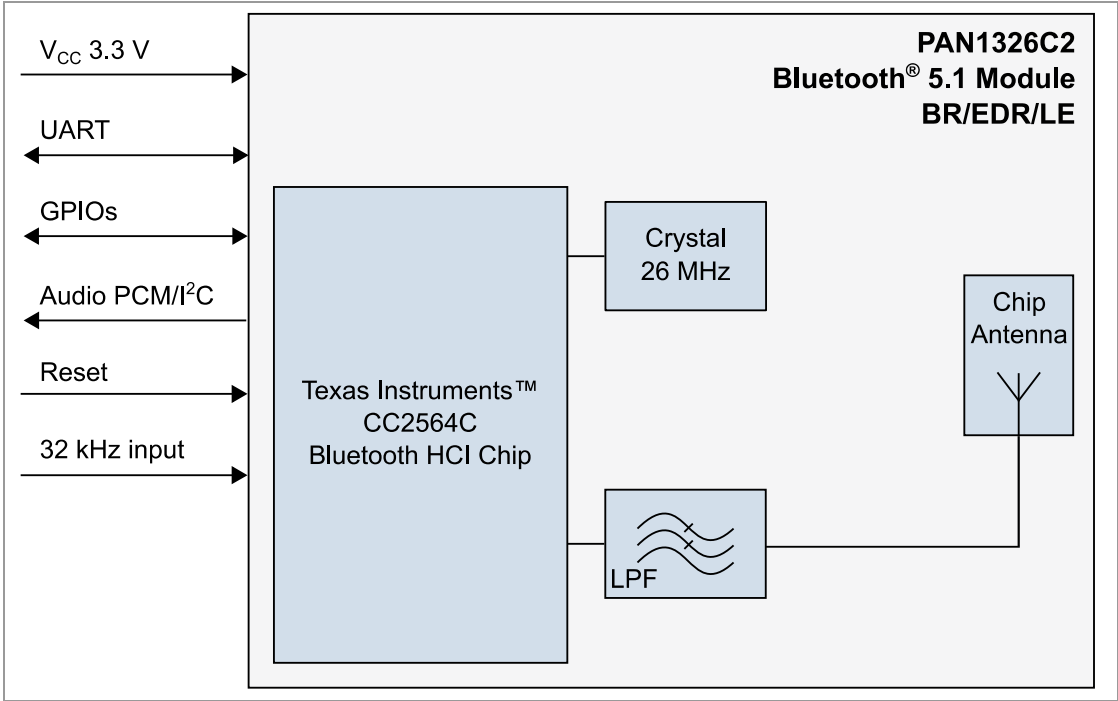 V_CC 3.3 V
UART
GPIOs
Audio PCM/I²C
Reset
32 kHz input
PAN1326C2
Bluetooth® 5.1 Module
BR/EDR/LE
Texas Instruments™
CC2564C
Bluetooth HCI Chip
Crystal
26 MHz
LPF
Chip
Antenna